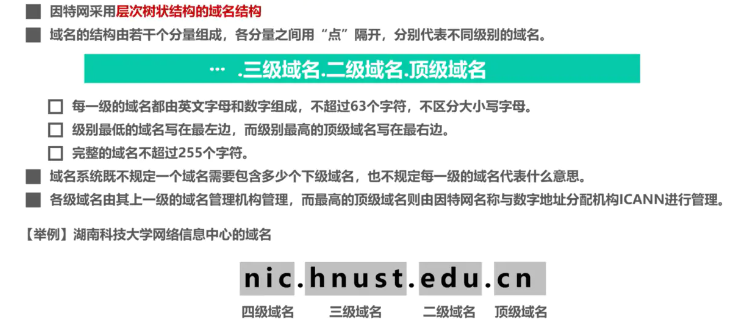 因特网采用层次树状结构的域名结构
域名的结构由若干个分量组成，各分量之间用“点”隔开，分别代表不同级别的域名。
… .三级域名.二级域名.顶级域名
每一级的域名都由英文字母和数字组成，不超过63个字符，不区分大小写字母。
级别最低的域名写在最左边，而级别最高的顶级域名写在最右边。
完整的域名不超过255个字符。
域名系统既不规定一个域名需要包含多少个下级域名，也不规定每一级的域名代表什么意思。
各级域名由其上一级的域名管理机构管理，而最高的顶级域名则由因特网名称与数字地址分配机构ICANN进行管理。
【举例】湖南科技大学网络信息中心的域名
nic.hnust.edu.cn
四级域名 三级域名 二级域名 顶级域名